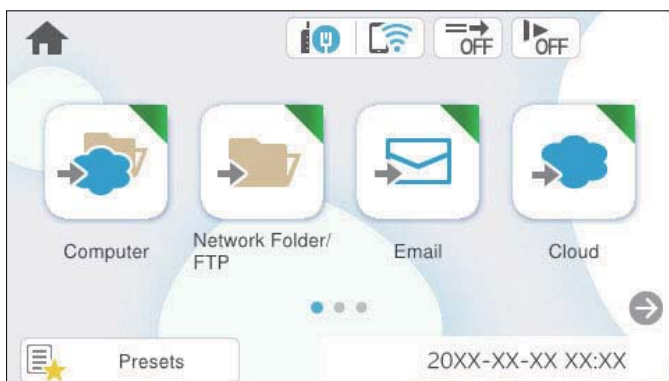 OFF OFF
Computer Network Folder/
FTP Email Cloud
Presets 20XX-XX-XX XX:XX